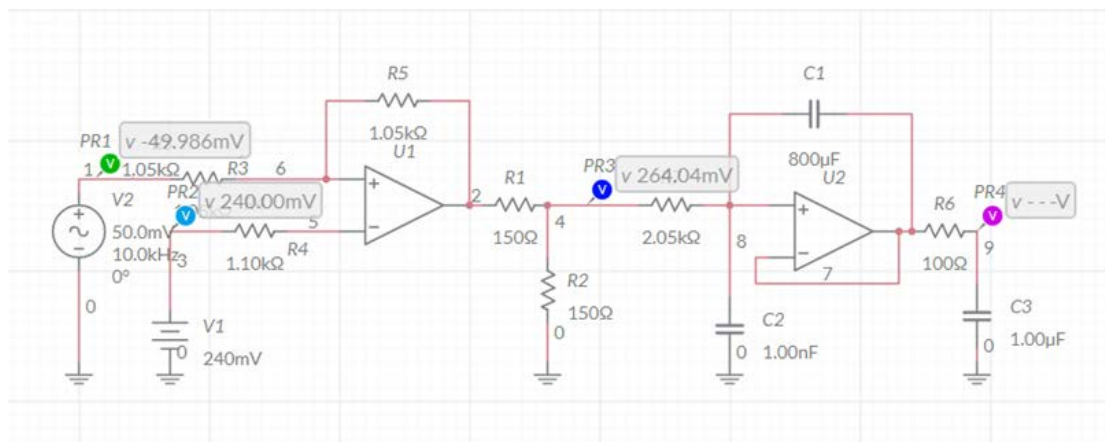 R5
C1
1.05kΩ
U1
800µF
U2
PR1
v -49.986mV
1
1.05kΩ
R3
6
PR2
v 240.00mV
5
R4
1.10kΩ
V2
50.0mV
10.0kHz
0°
3
0
V1
0
240mV
2
R1
150Ω
4
PR3
v 264.04mV
2.05kΩ
R2
150Ω
0
8
7
C2
0
1.00nF
R6
100Ω
PR4
v ---V
9
C3
0
1.00µF